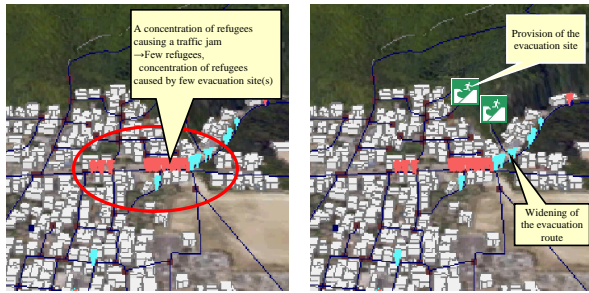 A concentration of refugees
causing a traffic jam
→Few refugees,
concentration of refugees
caused by few evacuation site(s)
Provision of the
evacuation site
Widening of
the evacuation
route